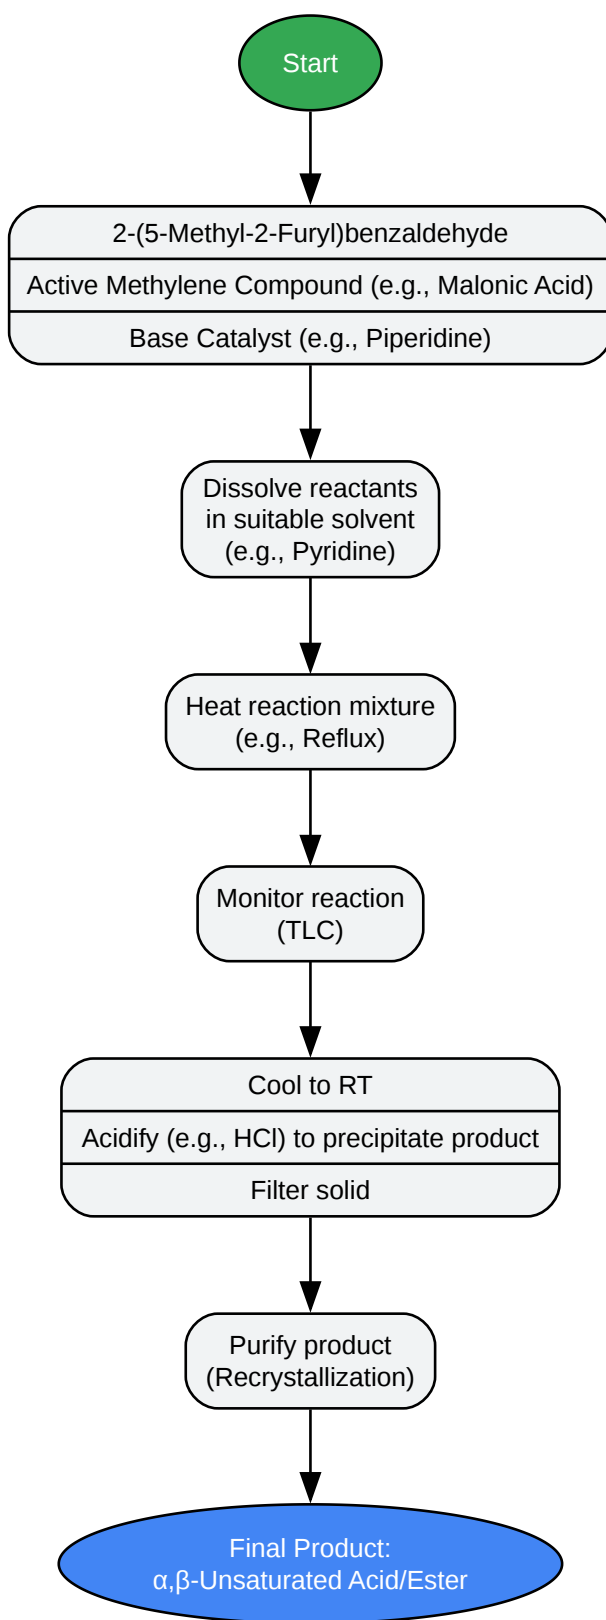 Start
2-(5-Methyl-2-Furyl)benzaldehyde
Active Methylene Compound (e.g., Malonic Acid)
Base Catalyst (e.g., Piperidine)
Dissolve reactants
in suitable solvent
(e.g., Pyridine)
Heat reaction mixture
(e.g., Reflux)
Monitor reaction
(TLC)
Cool to RT
Acidify (e.g., HCl) to precipitate product
Filter solid
Purify product
(Recrystallization)
Final Product:
α,β-Unsaturated Acid/Ester